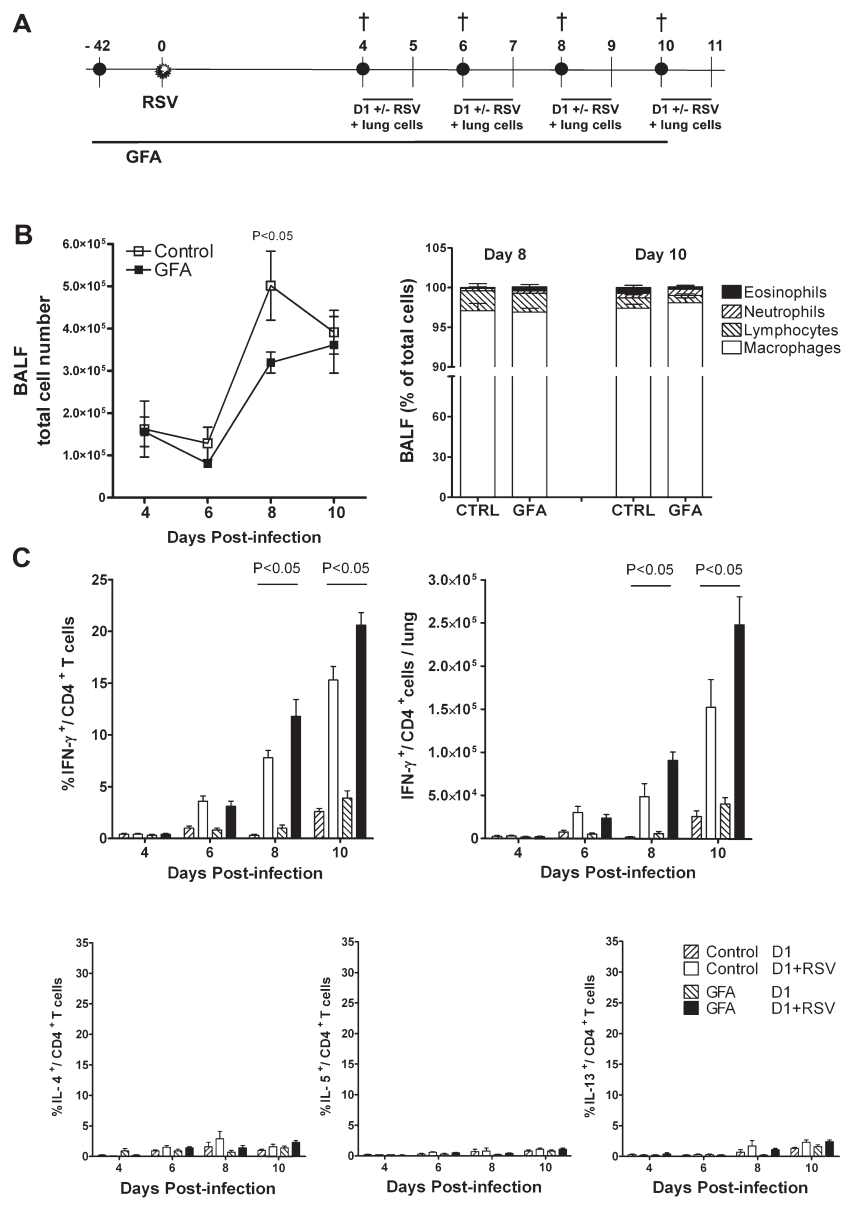 A
- 42 0 4 5 6 7 8 9 10 11
† † † †
RSV
D1 +/- RSV + lung cells
D1 +/- RSV + lung cells
D1 +/- RSV + lung cells
D1 +/- RSV + lung cells
GFA
B
BALF
total cell number
6.0×10⁵
5.0×10⁵
4.0×10⁵
3.0×10⁵
2.0×10⁵
1.0×10⁵
0
Control
GFA
P<0.05
4 6 8 10
Days Post-infection
BALF (% of total cells)
105
100
95
90
60
30
0
Day 8 Day 10
CTRL GFA CTRL GFA
Eosinophils
Neutrophils
Lymphocytes
Macrophages
C
% IFN-γ +/ CD4 + T cells
25
20
15
10
5
0
P<0.05 P<0.05
4 6 8 10
Days Post-infection
IFN-γ +/ CD4 +cells / lung
3.0×10⁵
2.5×10⁵
2.0×10⁵
1.5×10⁵
1.0×10⁵
5.0×10⁴
0
P<0.05 P<0.05
4 6 8 10
Days Post-infection
% IL- 4 +/ CD4 + T cells
35
30
25
20
15
10
5
0
4 6 8 10
Days Post-infection
% IL- 5 +/ CD4 + T cells
35
30
25
20
15
10
5
0
4 6 8 10
Days Post-infection
% IL-13 +/ CD4 + T cells
35
30
25
20
15
10
5
0
4 6 8 10
Days Post-infection
Control D1
Control D1+RSV
GFA D1
GFA D1+RSV